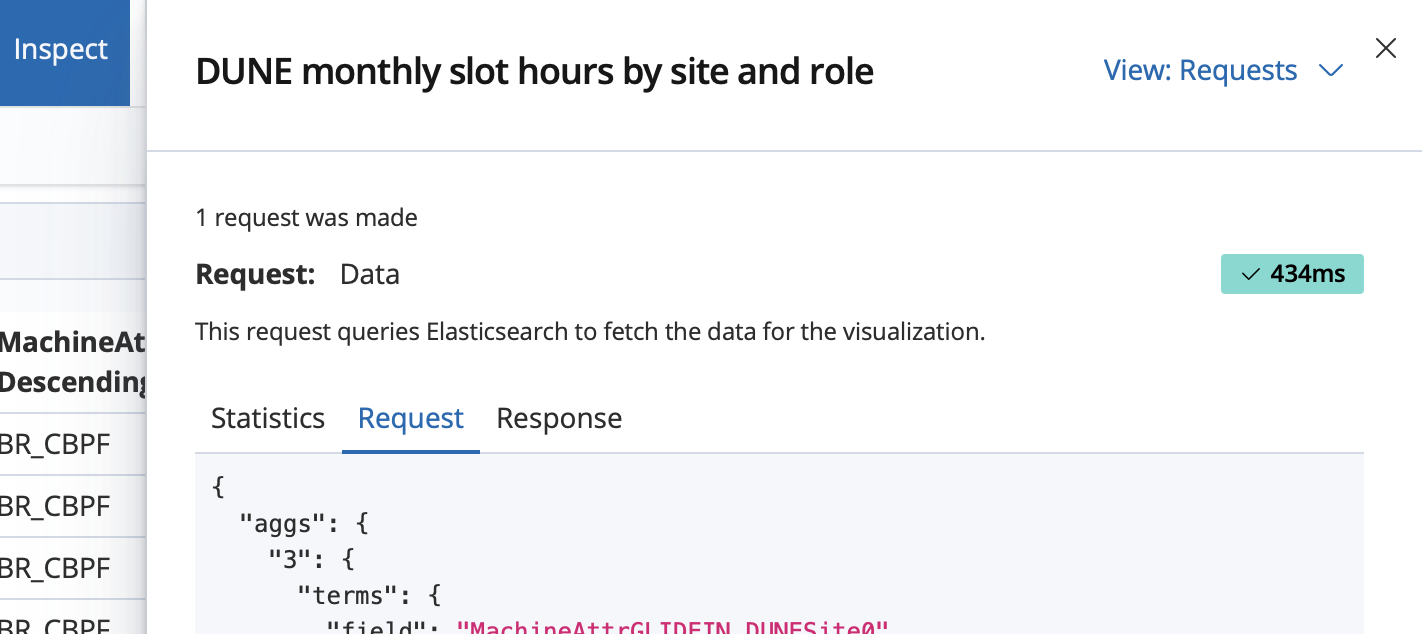 Inspect
DUNE monthly slot hours by site and role
View: Requests
1 request was made
Request: Data
434ms
This request queries Elasticsearch to fetch the data for the visualization.
MachineAt
Descending
Statistics Request Response
BR_CBPF
BR_CBPF
BR_CBPF
BR_CBPF
{
"aggs": {
"3": {
"terms": {
"field": "MachineAttrGLIDEIN_DUNESite0"